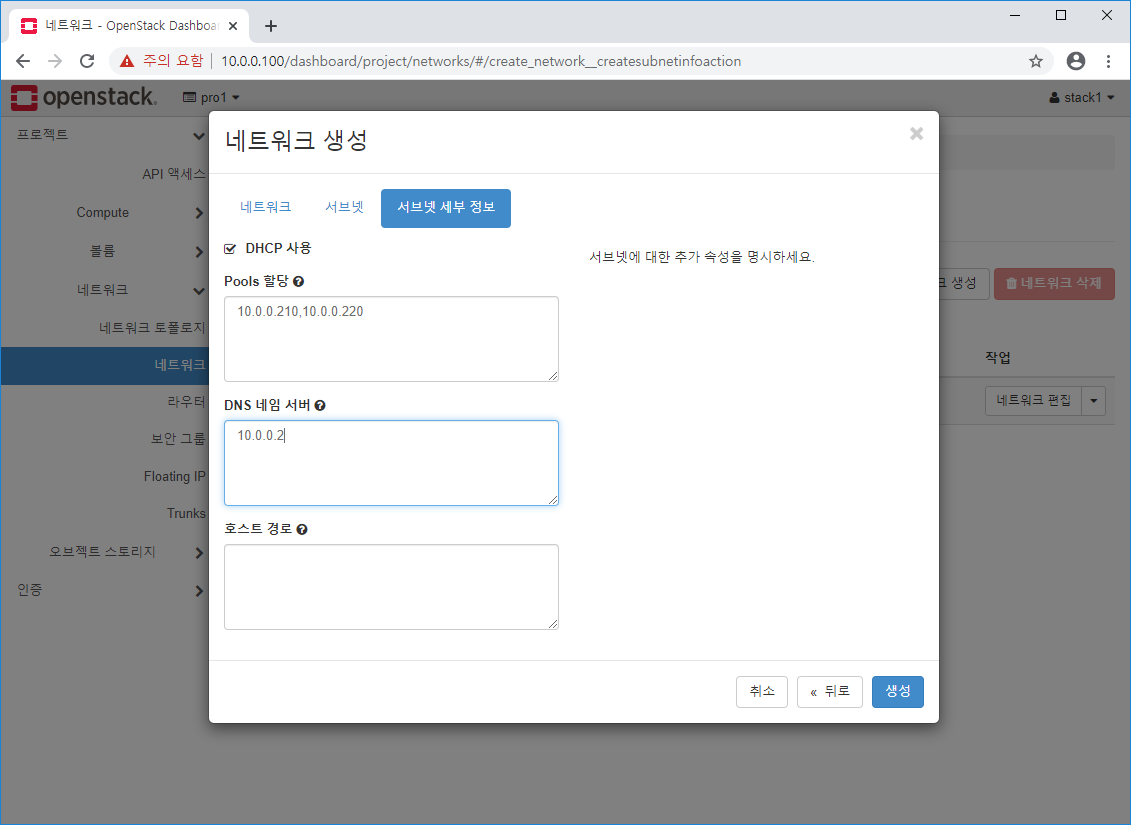 네트워크 - OpenStack Dashboa
주의 요함 10.0.0.100/dashboard/project/networks/#/create_network__createsubnetinfoaction
openstack. pro1 stack1
프로젝트
API 액세스
Compute
볼륨
네트워크
네트워크 토폴로지
네트워크
라우터
보안 그룹
Floating IP
Trunks
오브젝트 스토리지
인증
네트워크 생성
네트워크 서브넷 서브넷 세부 정보
DHCP 사용
서브넷에 대한 추가 속성을 명시하세요.
Pools 할당
10.0.0.210,10.0.0.220
DNS 네임 서버
10.0.0.2
호스트 경로
취소 « 뒤로 생성
크 생성 네트워크 삭제
작업
네트워크 편집